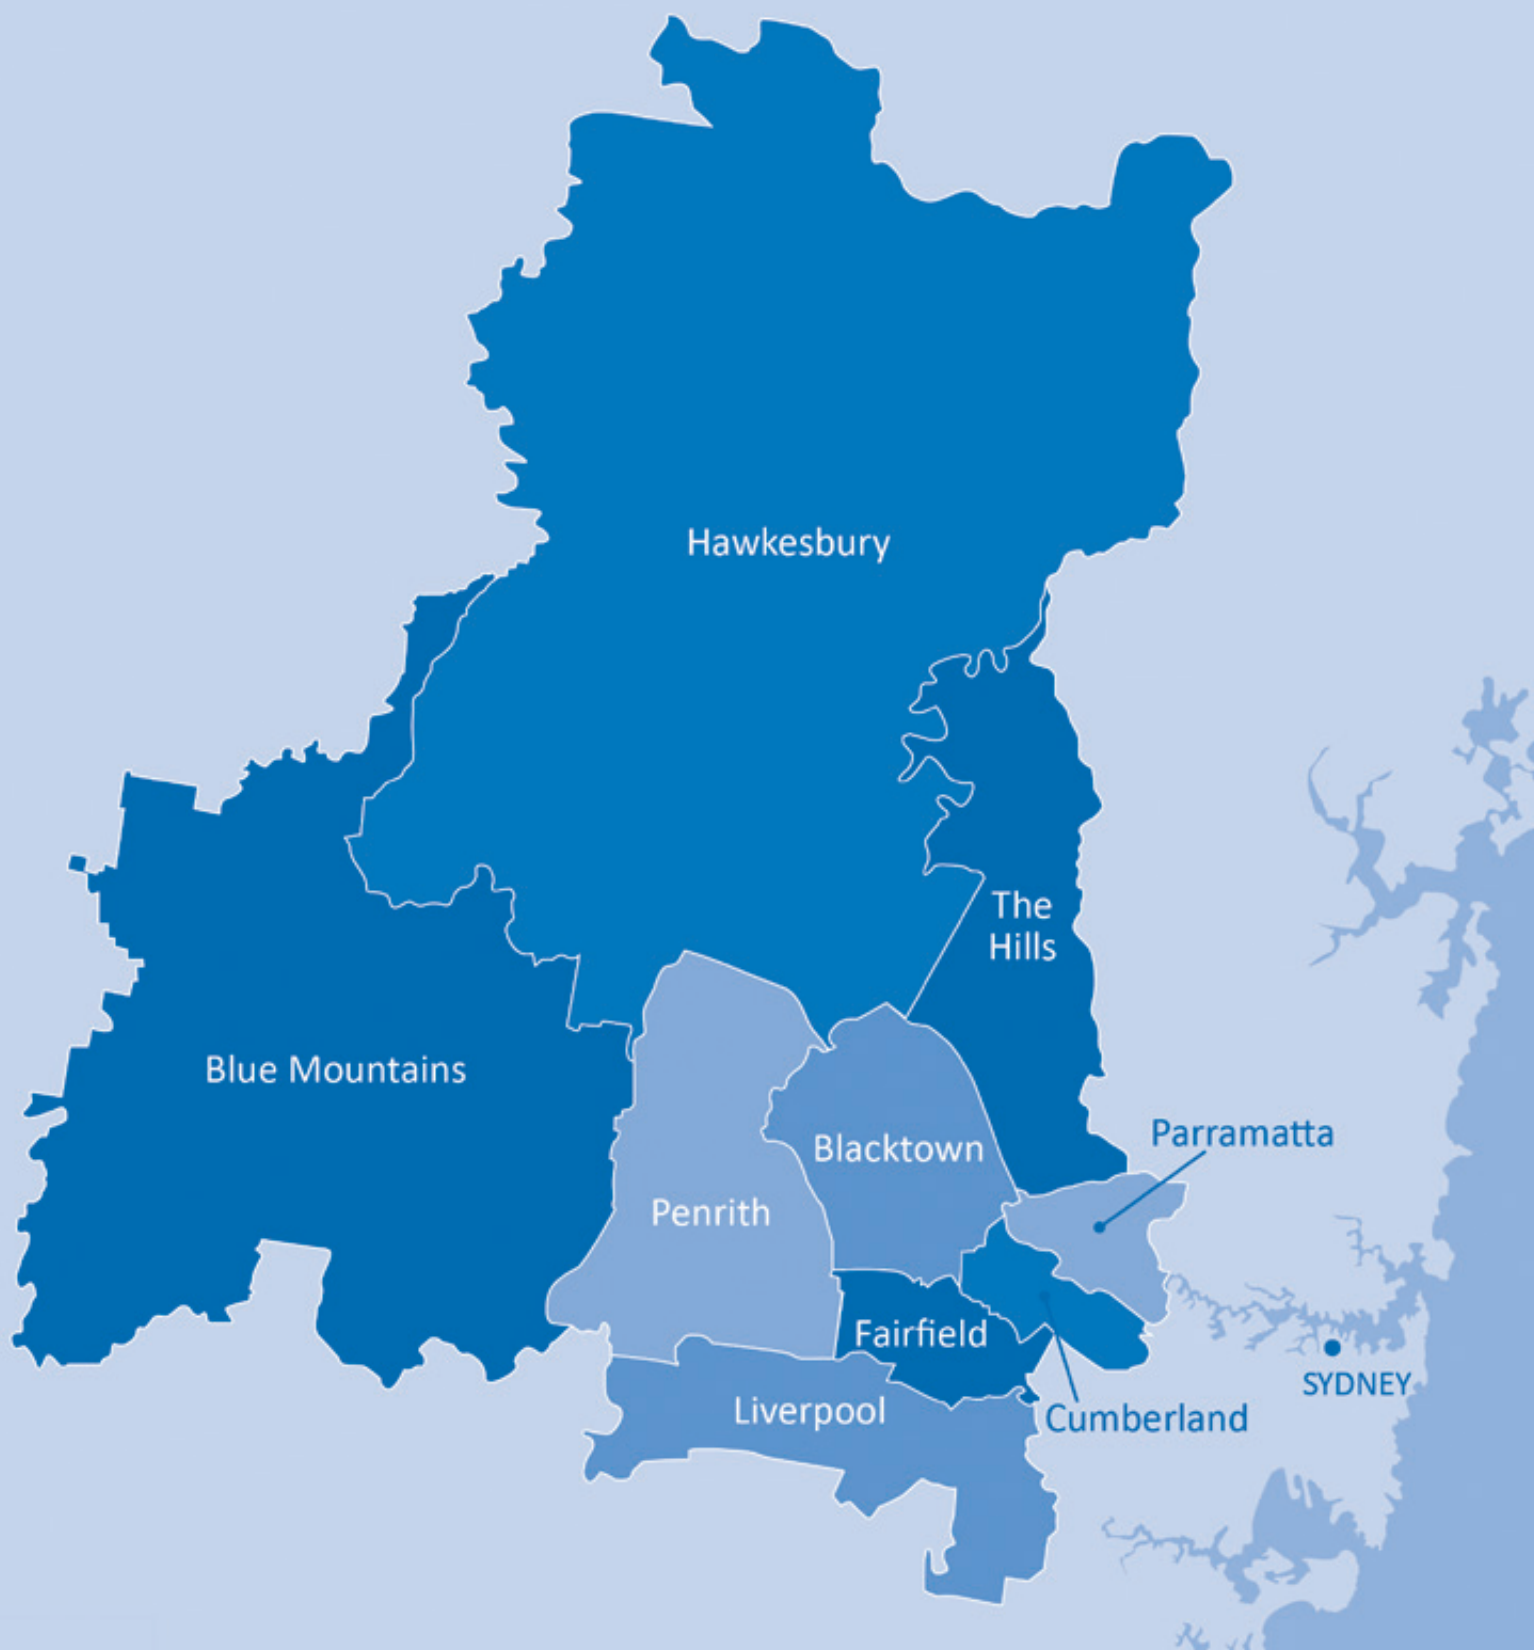 Hawkesbury
The
Hills
Blue Mountains
Parramatta
Blacktown
Penrith
Fairfield
SYDNEY
Liverpool
Cumberland